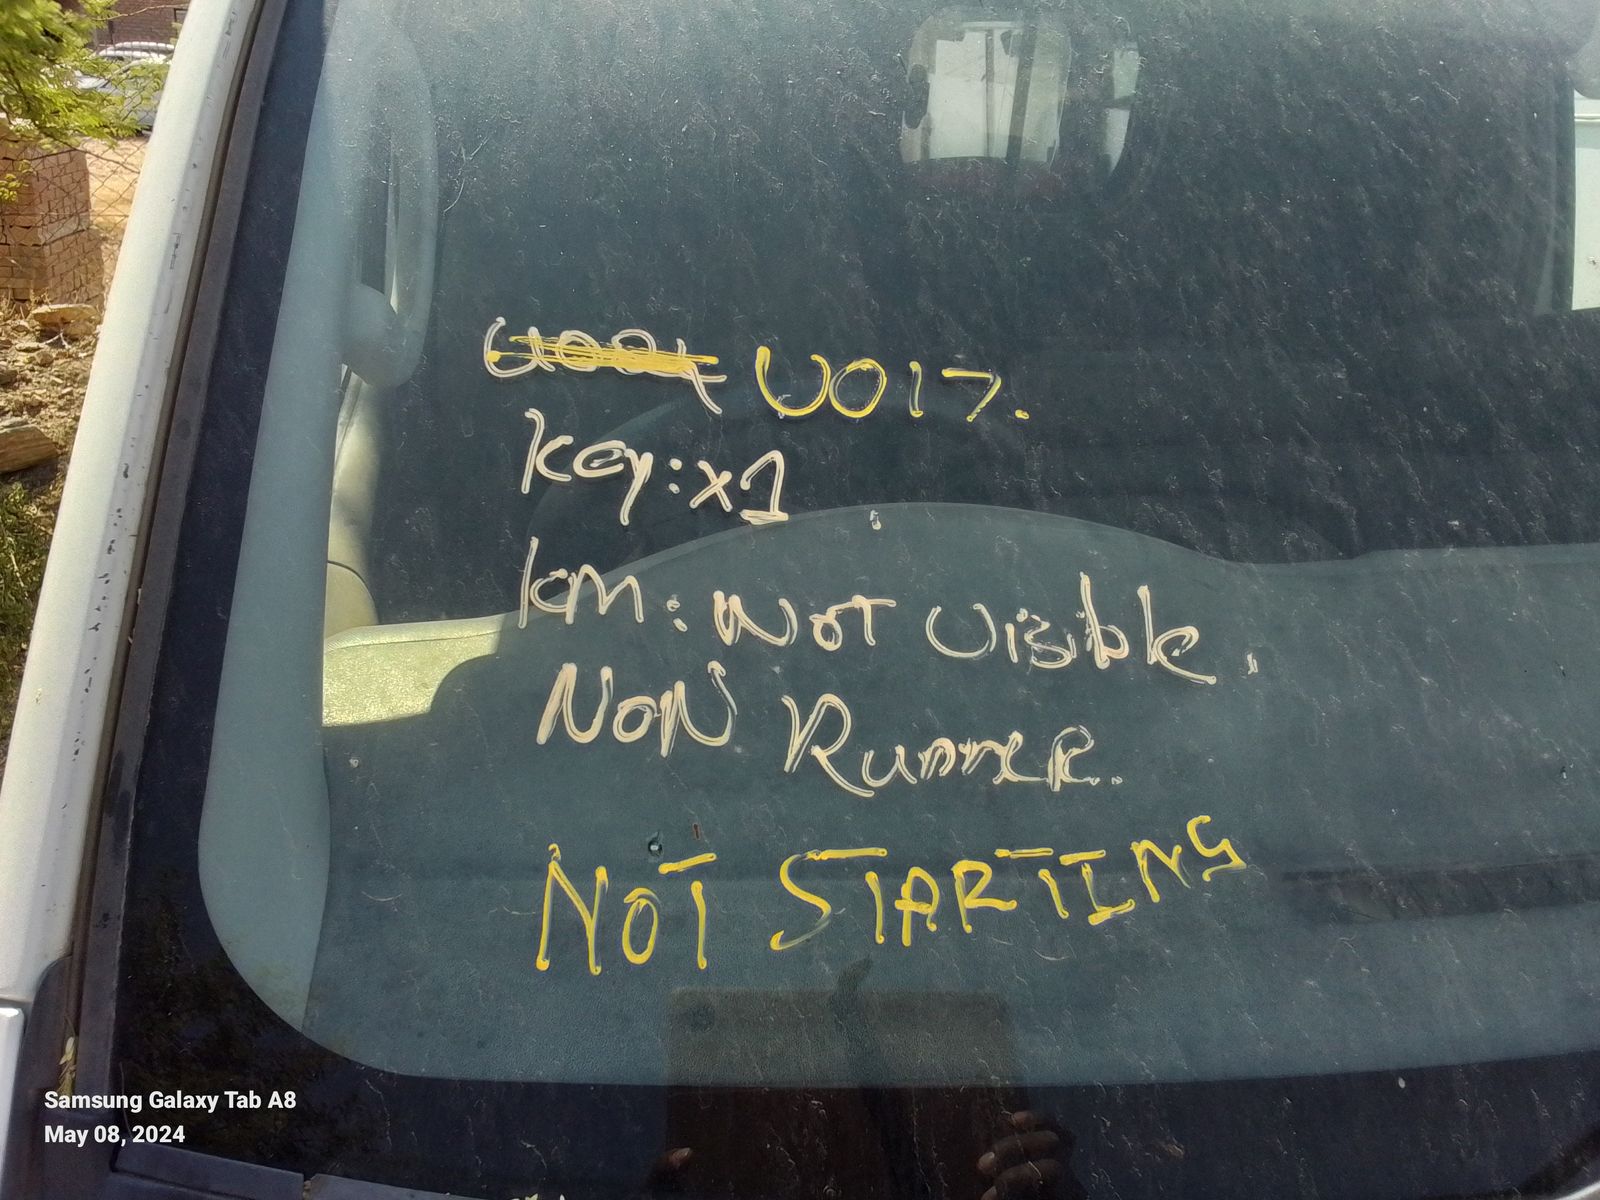 U017.
Key: x1
km: Not Visible.
NoN Runner.
NOT STARTING
Samsung Galaxy Tab A8
May 08, 2024